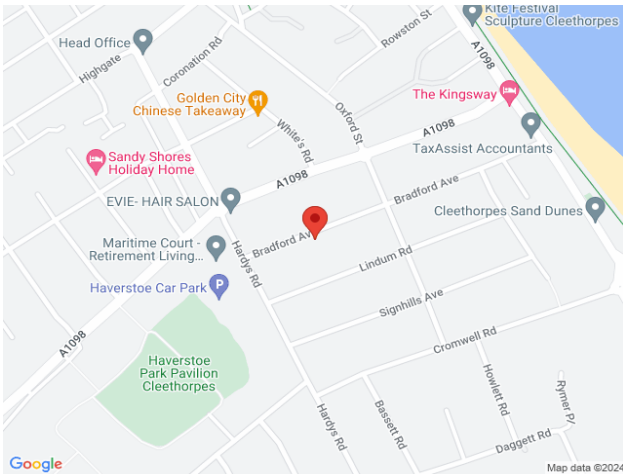 Kite Festival
Sculpture Cleethorpes
Rowston St
A1098
Head Office
Highgate
Coronation Rd
Golden City
Chinese Takeaway
White's Rd
Oxford St
The Kingsway
A1098
TaxAssist Accountants
Sandy Shores
Holiday Home
A1098
EVIE- HAIR SALON
Bradford Ave
Cleethorpes Sand Dunes
Maritime Court -
Retirement Living...
Bradford Av
Hardys Rd
Lindum Rd
Haverstoe Car Park
P
Signhills Ave
A1098
Cromwell Rd
Haverstoe
Park Pavilion
Cleethorpes
Hardys Rd
Bassett Rd
Howlett Rd
Rymer Pl
Daggett Rd
Google
Map data ©2024